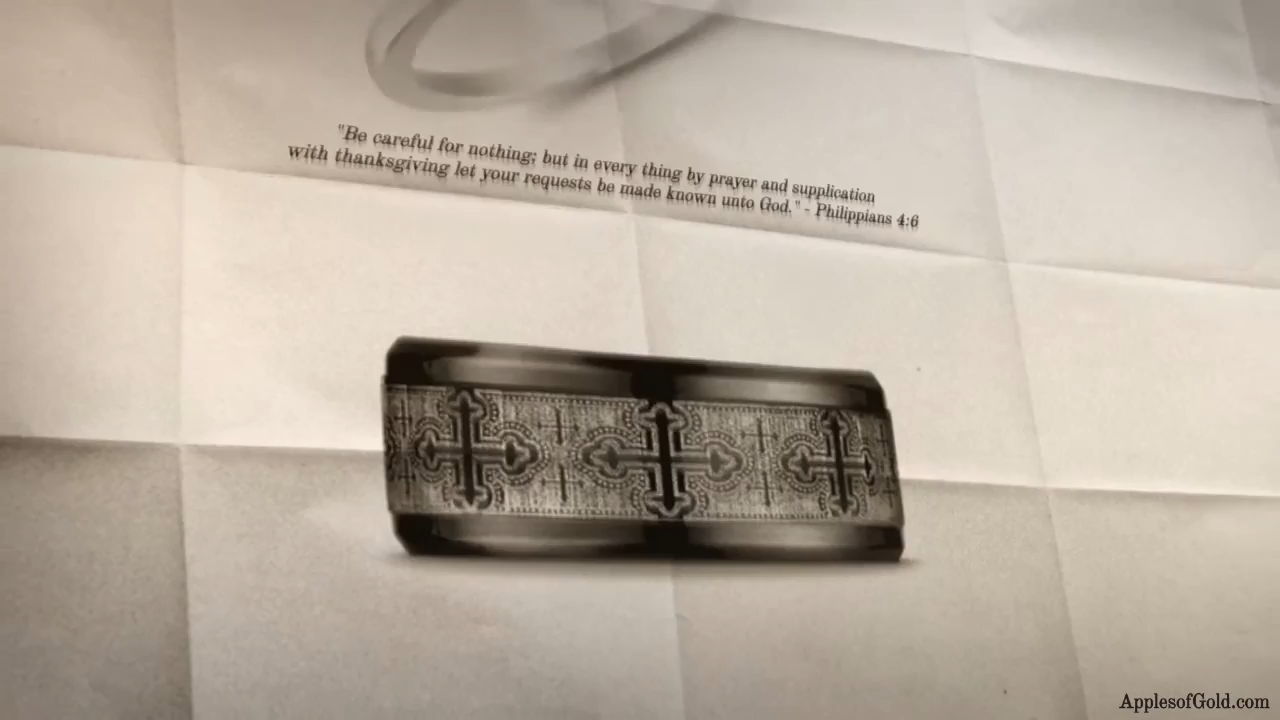 "Be careful for nothing; but in every thing by prayer and supplication
with thanksgiving let your requests be made known unto God." - Philippians 4:6
ApplesofGold.com